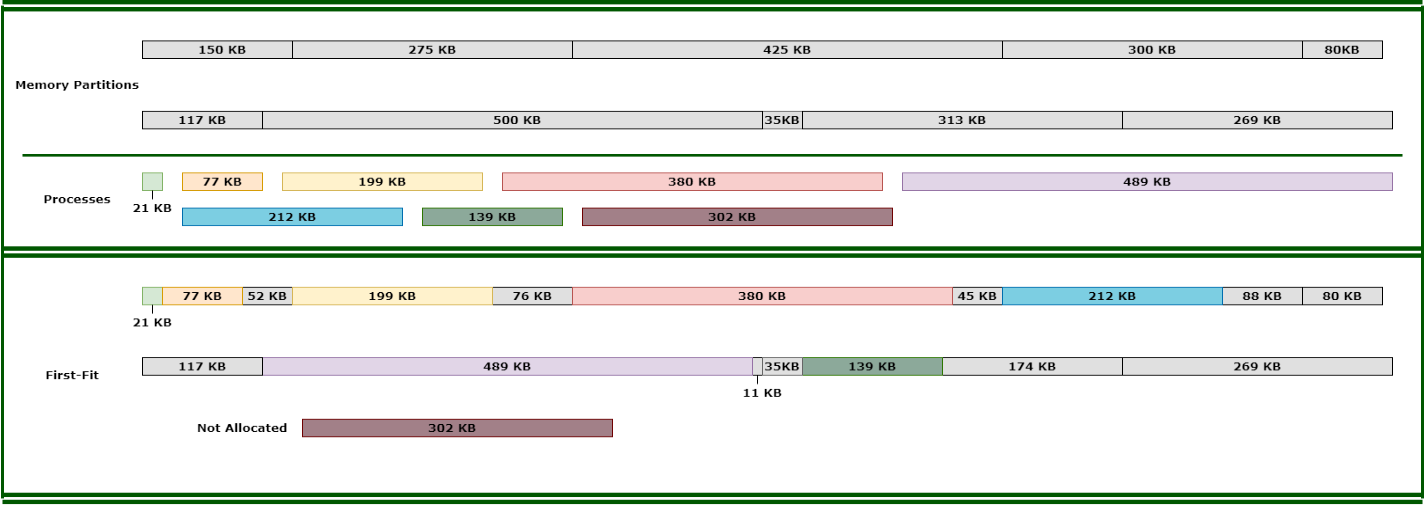 150 KB 275 KB 425 KB 300 KB 80KB
Memory Partitions
117 KB 500 KB 35KB 313 KB 269 KB
77 KB 199 KB 380 KB 489 KB
Processes
21 KB
212 KB 139 KB 302 KB
77 KB 52 KB 199 KB 76 KB 380 KB 45 KB 212 KB 88 KB 80 KB
21 KB
117 KB 489 KB 35KB 139 KB 174 KB 269 KB
First-Fit
11 KB
Not Allocated 302 KB